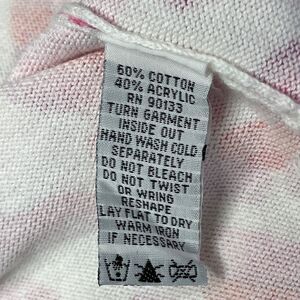 60% COTTON
40% ACRYLIC
RN 90133
TURN GARMENT
INSIDE OUT
HAND WASH COLD
SEPARATELY
DO NOT BLEACH
DO NOT TWIST
OR WRING
RESHAPE
LAY FLAT TO DRY
WARM IRON
IF NECESSARY